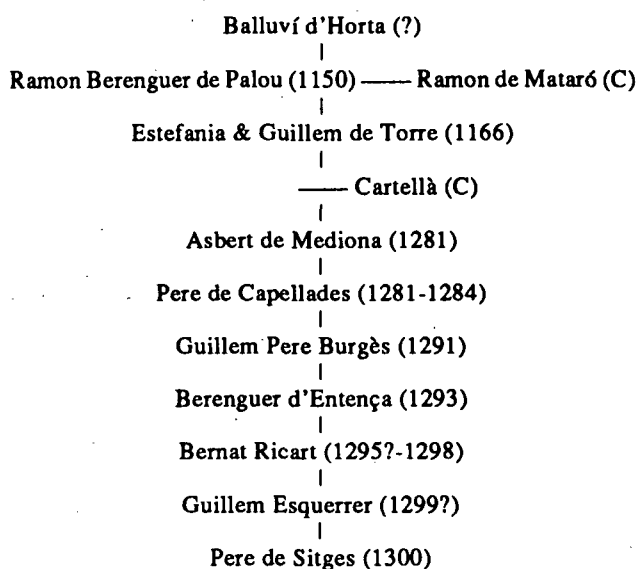 Balluví d'Horta (?)
Ramon Berenguer de Palou (1150) —— Ramon de Mataró (C)
Estefania & Guillem de Torre (1166)
—— Cartellà (C)
Asbert de Mediona (1281)
Pere de Capellades (1281-1284)
Guillem Pere Burgès (1291)
Berenguer d'Entença (1293)
Bernat Ricart (1295?-1298)
Guillem Esquerrer (1299?)
Pere de Sitges (1300)